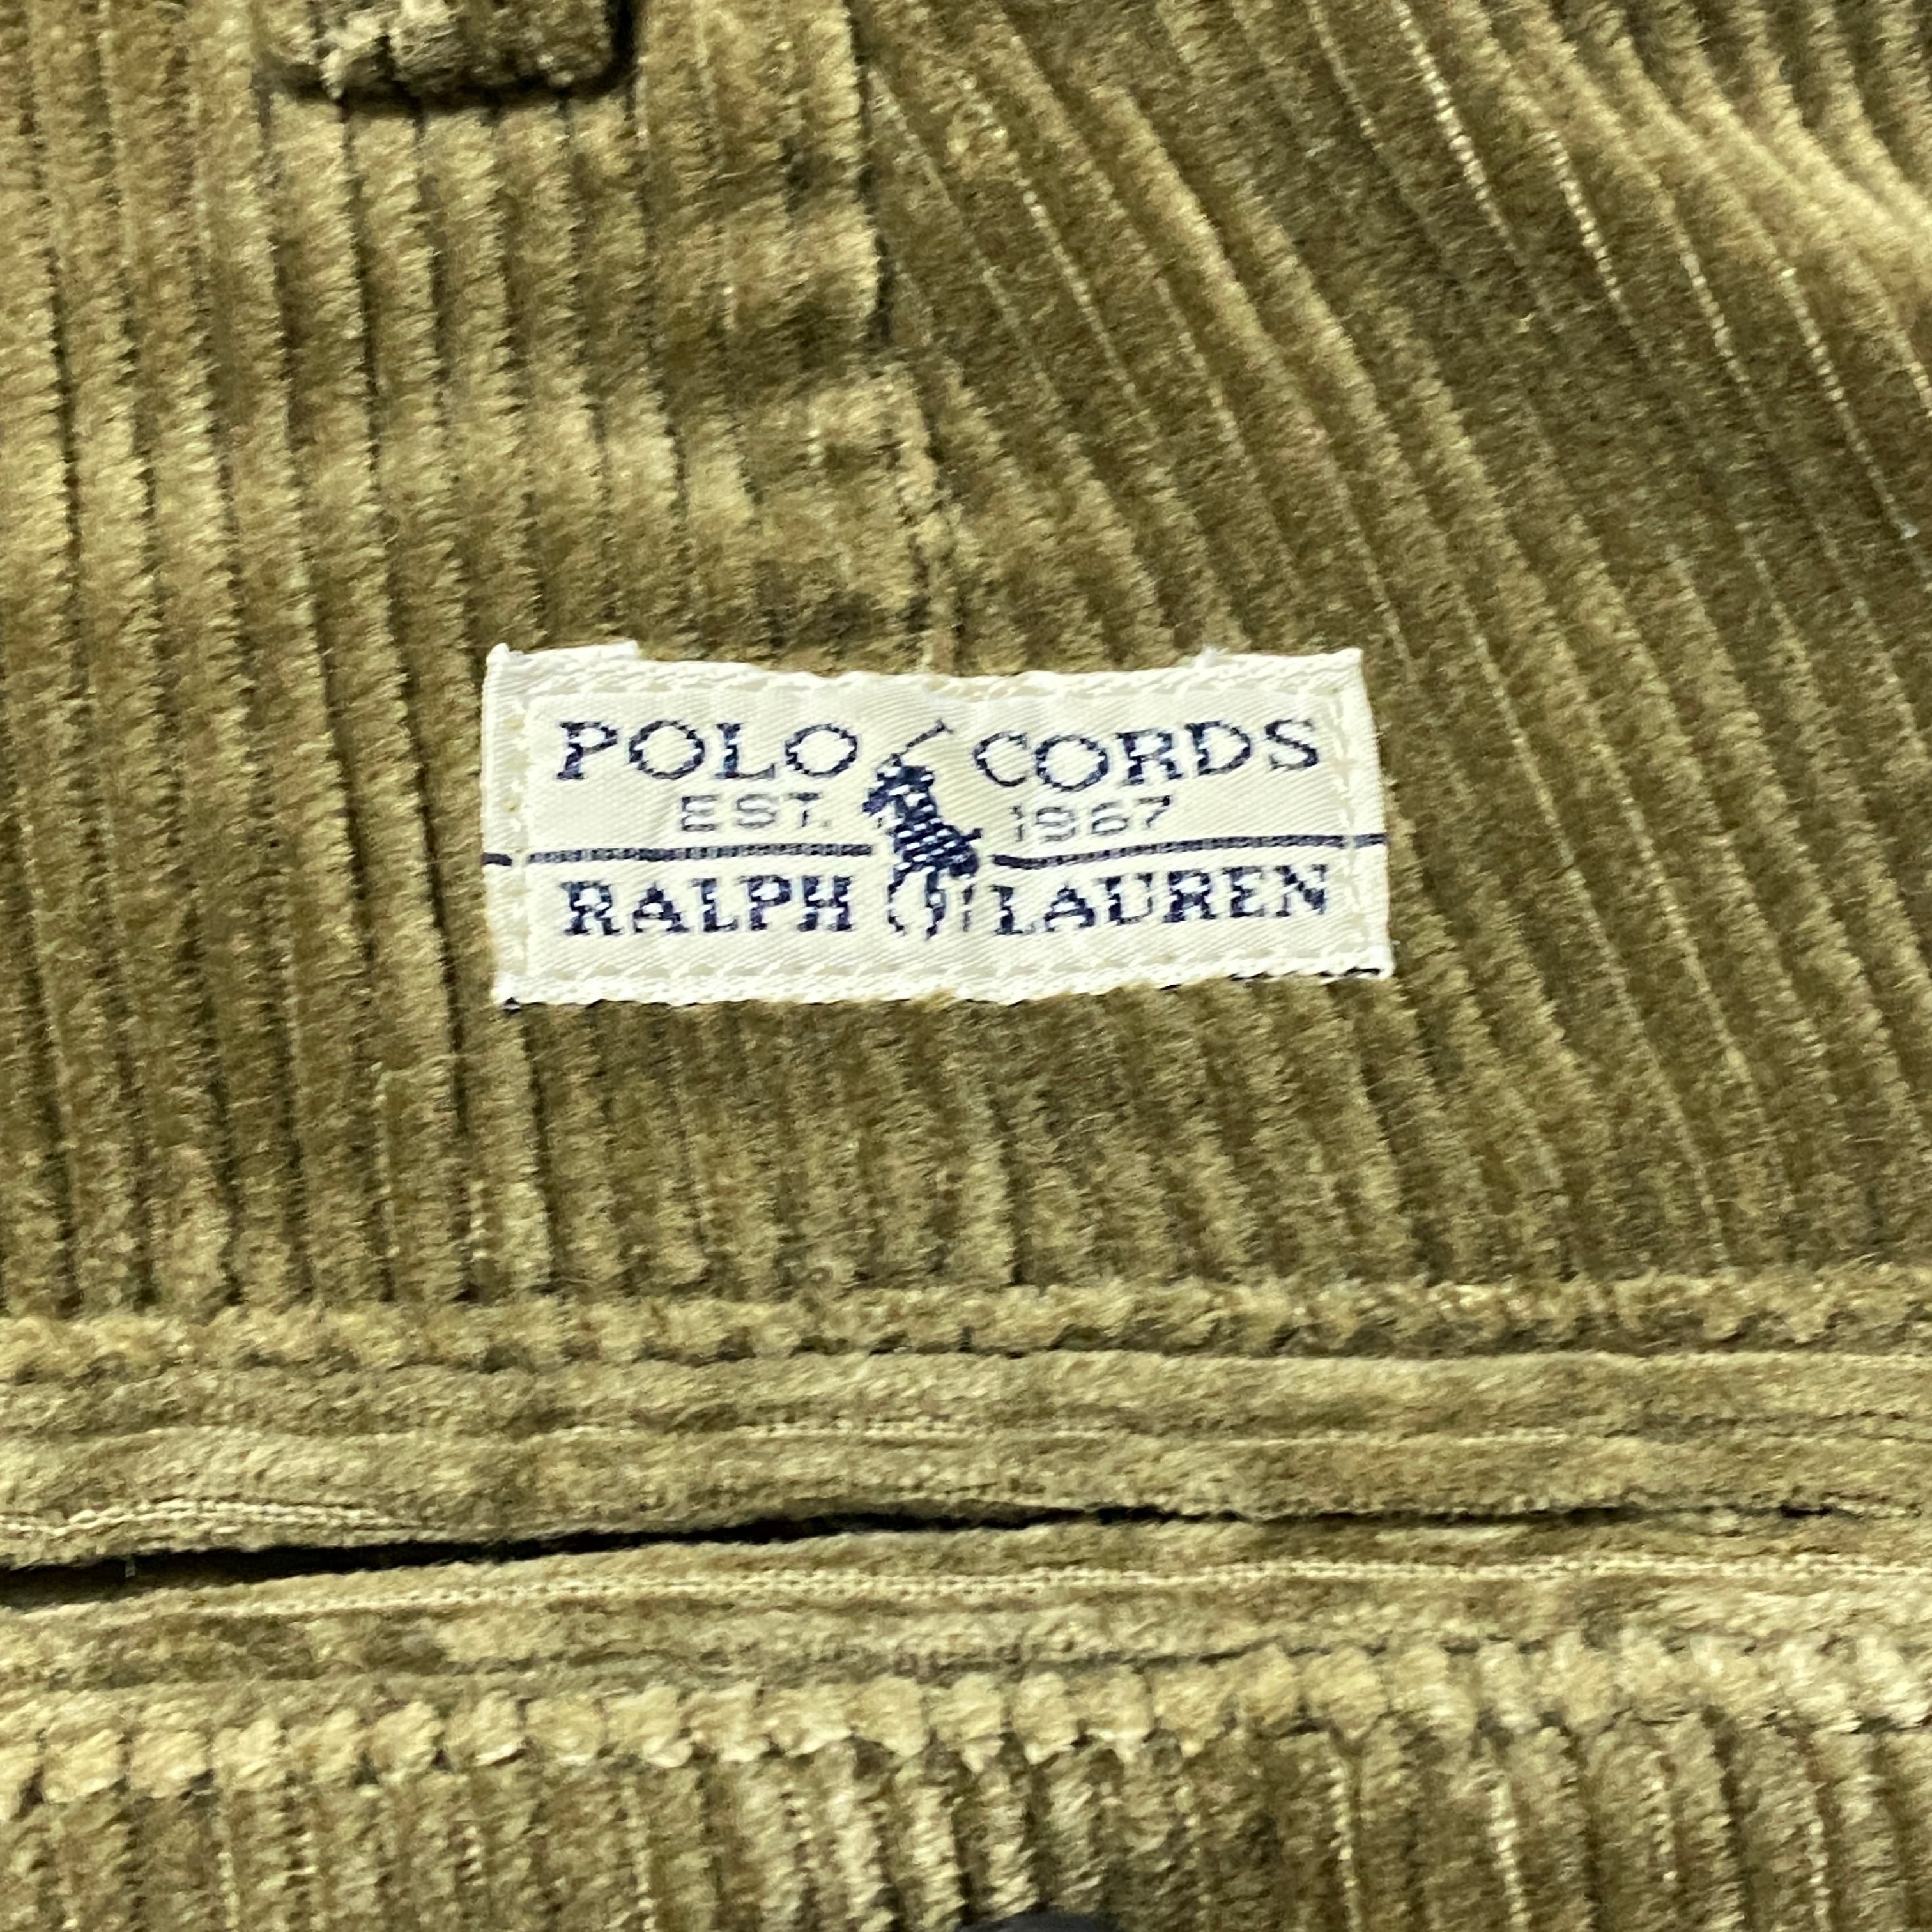 POLO CORDS
EST. 1967
RALPH LAUREN